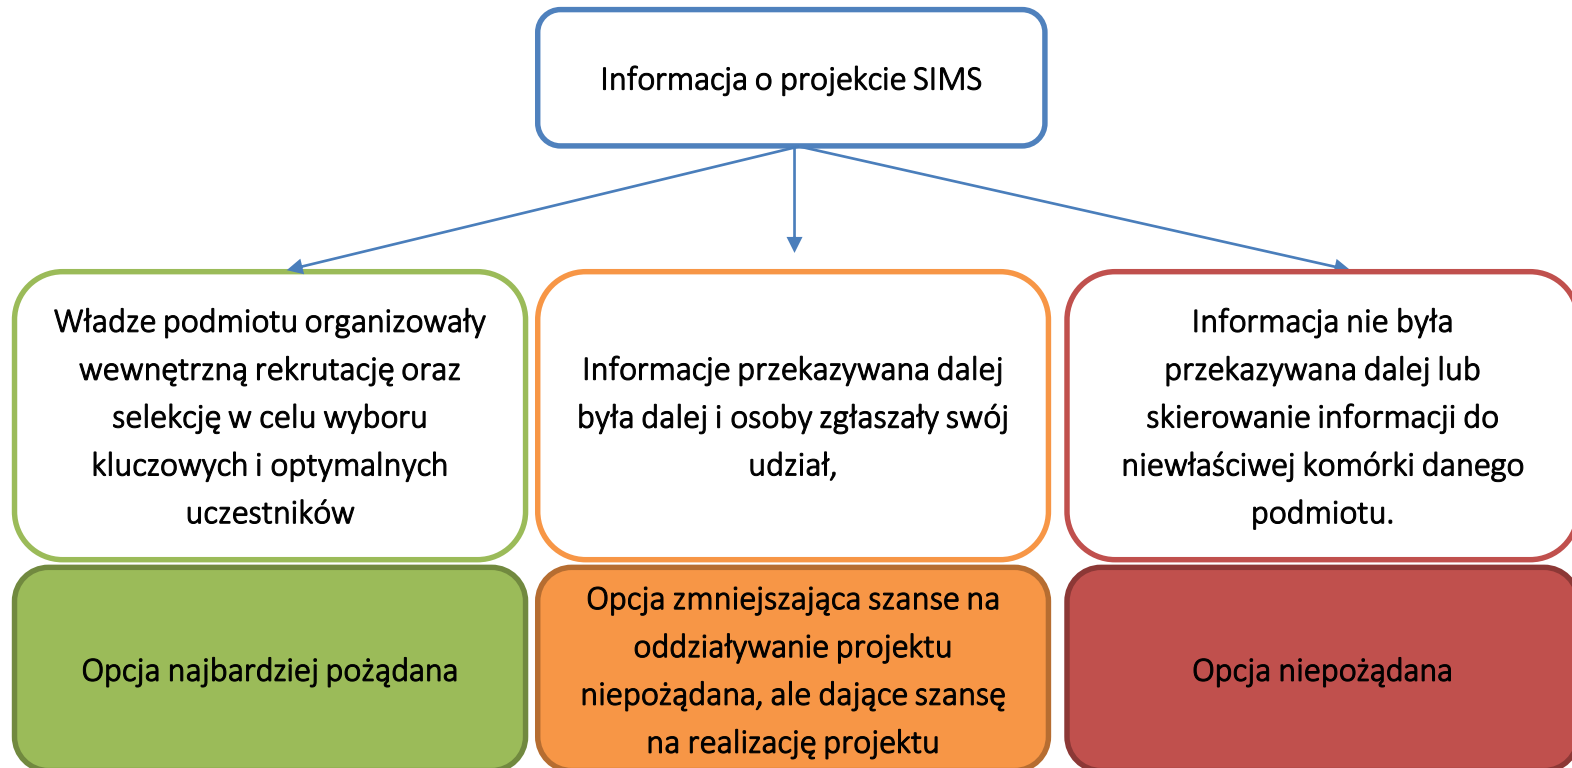 Informacja o projekcie SIMS
Władze podmiotu organizowały
wewnętrzną rekrutację oraz
selekcję w celu wyboru
kluczowych i optymalnych
uczestników
Informacje przekazywana dalej
była dalej i osoby zgłaszały swój
udział,
Informacja nie była
przekazywana dalej lub
skierowanie informacji do
niewłaściwej komórki danego
podmiotu.
Opcja najbardziej pożądana
Opcja zmniejszająca szanse na
oddziaływanie projektu
niepożądana, ale dające szansę
na realizację projektu
Opcja niepożądana